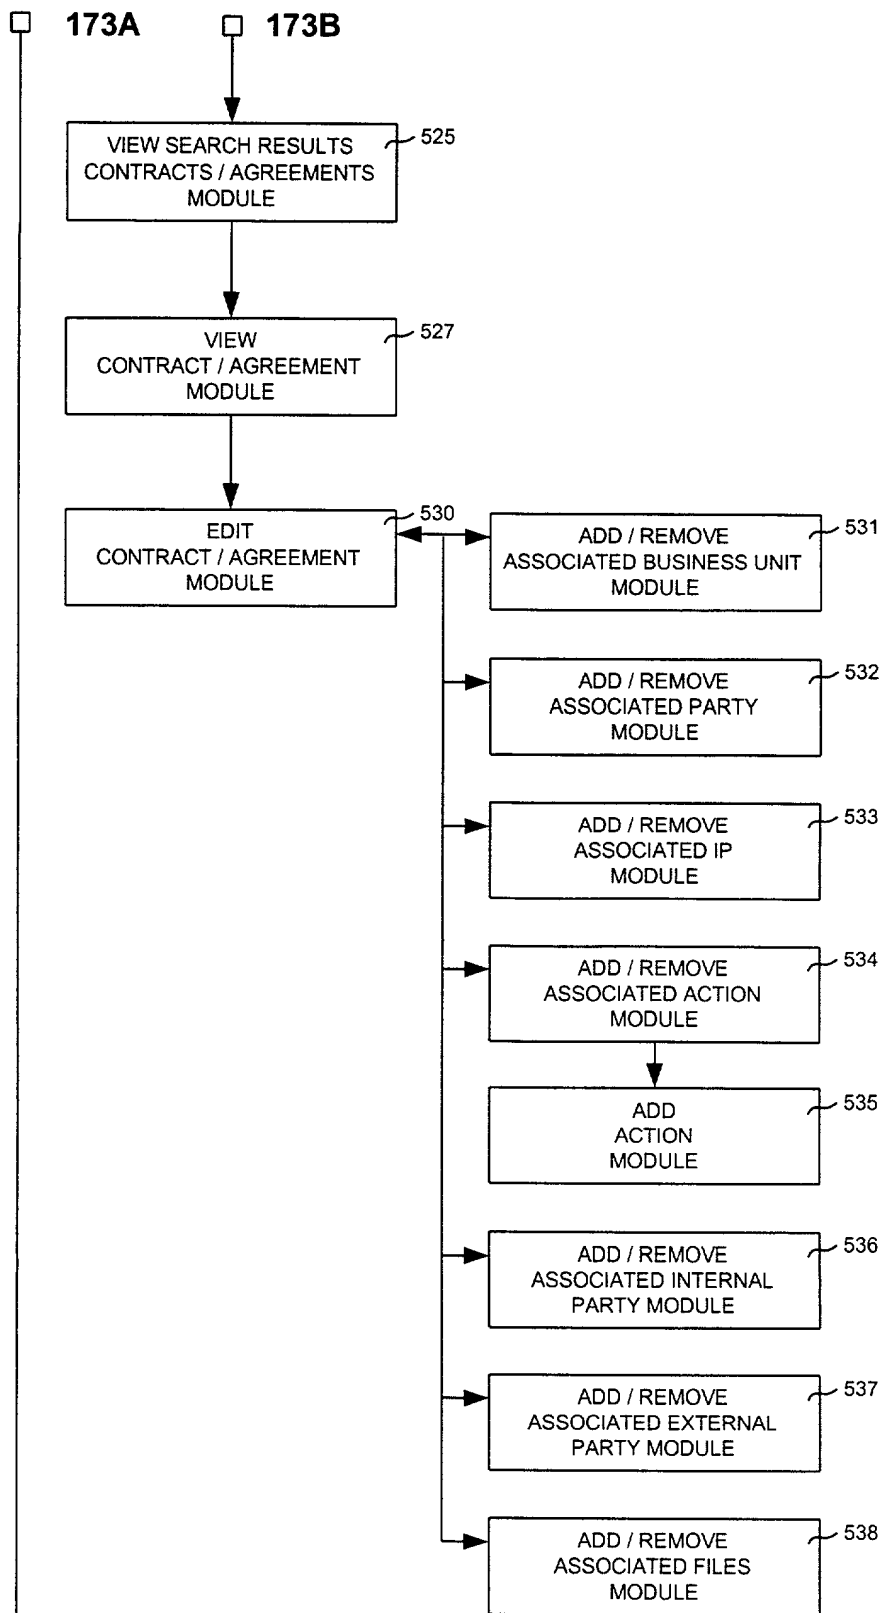 173A
173B
VIEW SEARCH RESULTS
CONTRACTS / AGREEMENTS
MODULE
525
VIEW
CONTRACT / AGREEMENT
MODULE
527
EDIT
CONTRACT / AGREEMENT
MODULE
530
ADD / REMOVE
ASSOCIATED BUSINESS UNIT
MODULE
531
ADD / REMOVE
ASSOCIATED PARTY
MODULE
532
ADD / REMOVE
ASSOCIATED IP
MODULE
533
ADD / REMOVE
ASSOCIATED ACTION
MODULE
534
ADD
ACTION
MODULE
535
ADD / REMOVE
ASSOCIATED INTERNAL
PARTY MODULE
536
ADD / REMOVE
ASSOCIATED EXTERNAL
PARTY MODULE
537
ADD / REMOVE
ASSOCIATED FILES
MODULE
538